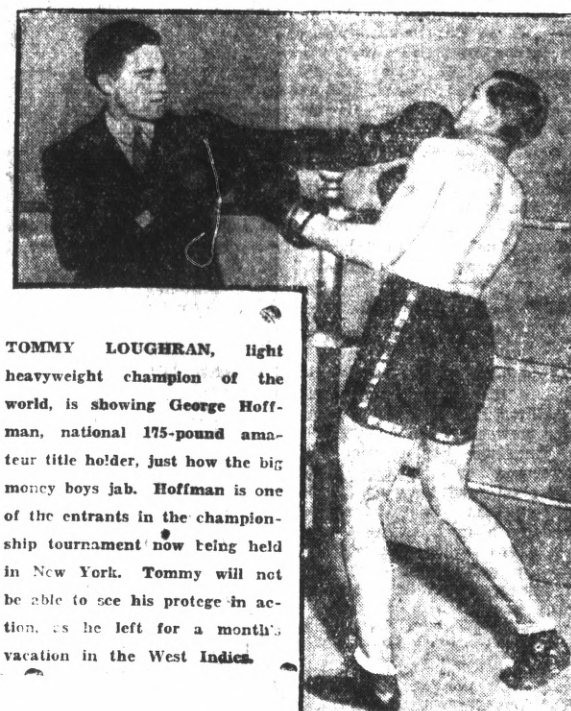 TOMMY LOUGHRAN, light
heavyweight champion of the
world, is showing George Hoff-
man, national 175-pound ama-
teur title holder, just how the big
money boys jab. Hoffman is one
of the entrants in the champion-
ship tournament now being held
in New York. Tommy will not
be able to see his protege in ac-
tion, as he left for a month's
vacation in the West Indies.